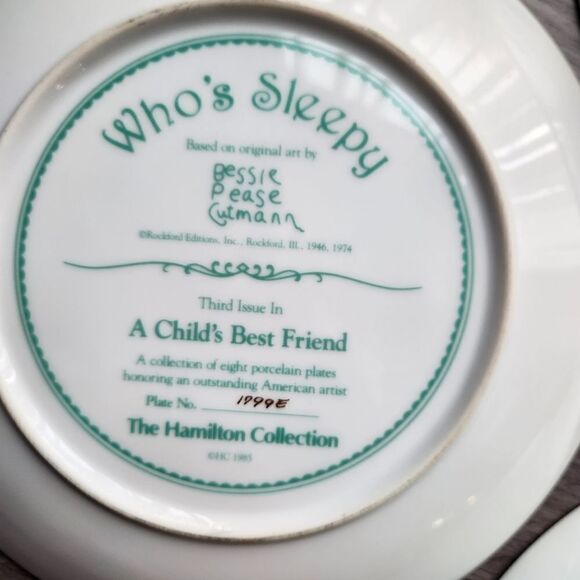 Who's Sleepy
Based on original art by
Bessie
Pease
Gutmann
©Rockford Editions, Inc., Rockford, Ill., 1946, 1974
Third Issue In
A Child's Best Friend
A collection of eight porcelain plates
honoring an outstanding American artist
Plate No. 1799E
The Hamilton Collection
©HC 1985